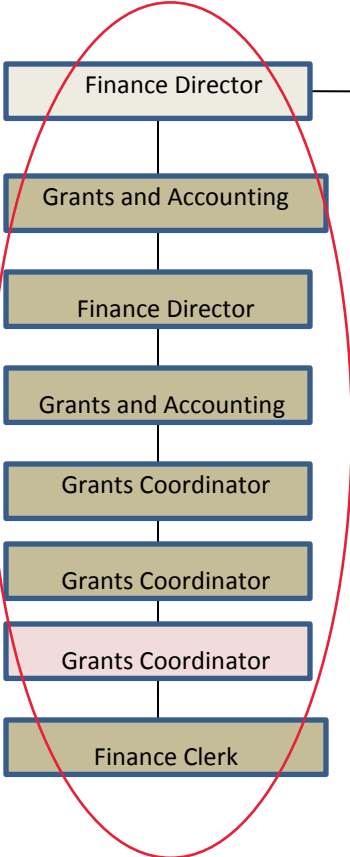 Finance Director
Grants and Accounting
Finance Director
Grants and Accounting
Grants Coordinator
Grants Coordinator
Grants Coordinator
Finance Clerk